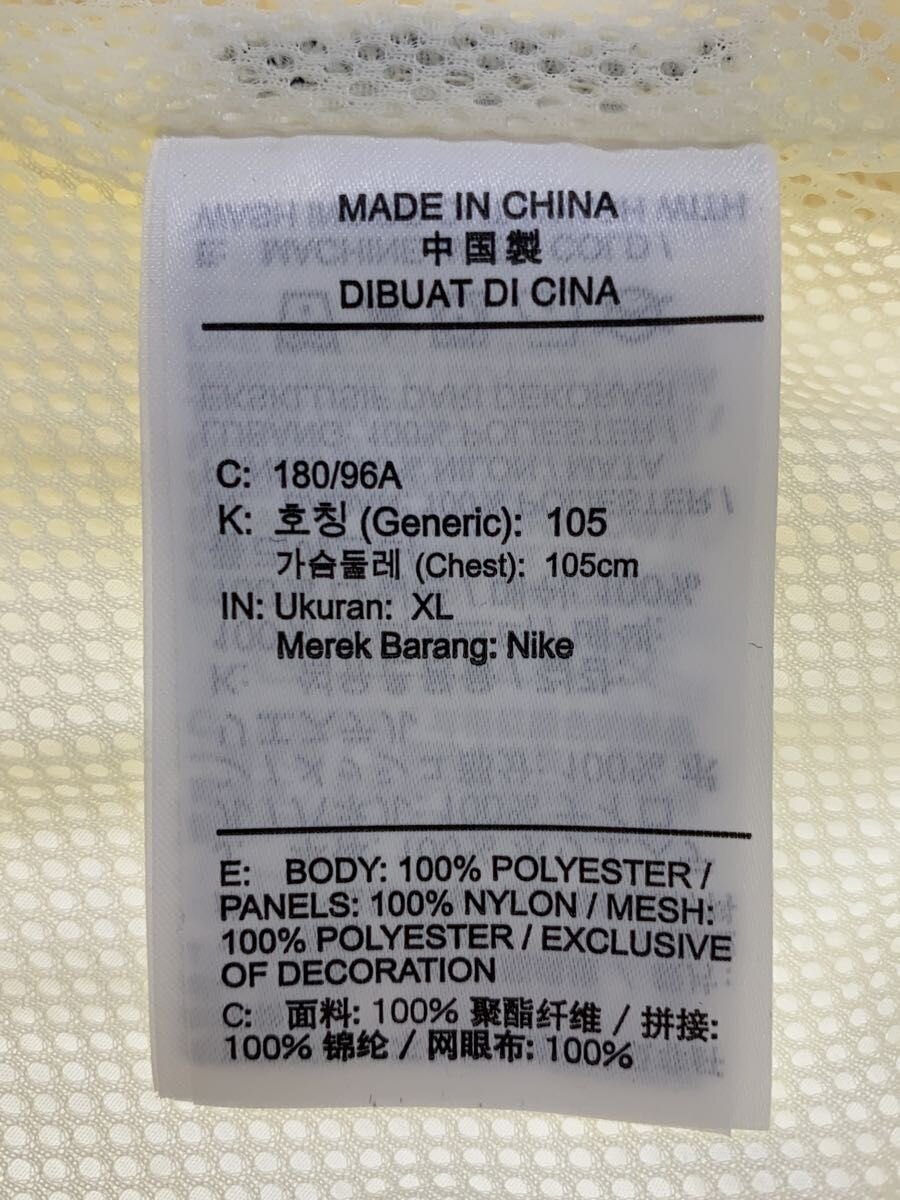 MADE IN CHINA
中国製
DIBUAT DI CINA
C: 180/96A
K: 호칭 (Generic): 105
가슴둘레 (Chest): 105cm
IN: Ukuran: XL
Merek Barang: Nike
E: BODY: 100% POLYESTER /
PANELS: 100% NYLON / MESH:
100% POLYESTER / EXCLUSIVE
OF DECORATION
C: 面料: 100% 聚酯纤维 / 拼接:
100% 锦纶 / 网眼布: 100%